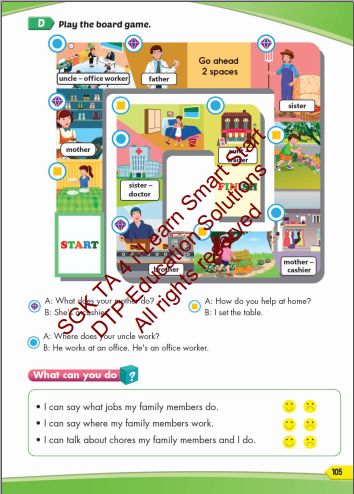 D Play the board game.
uncle – office worker
father
Go ahead
2 spaces
sister
mother
sister –
doctor
FINISH
START
brother
mother –
cashier
A: What does your mother do?
B: She's a cashier.
A: How do you help at home?
B: I set the table.
A: Where does your uncle work?
B: He works at an office. He's an office worker.
What can you do ?
• I can say what jobs my family members do.
• I can say where my family members work.
• I can talk about chores my family members and I do.
105
SGK TA 4 i-Learn Smart Start
DTP Education Solutions
All rights reserved